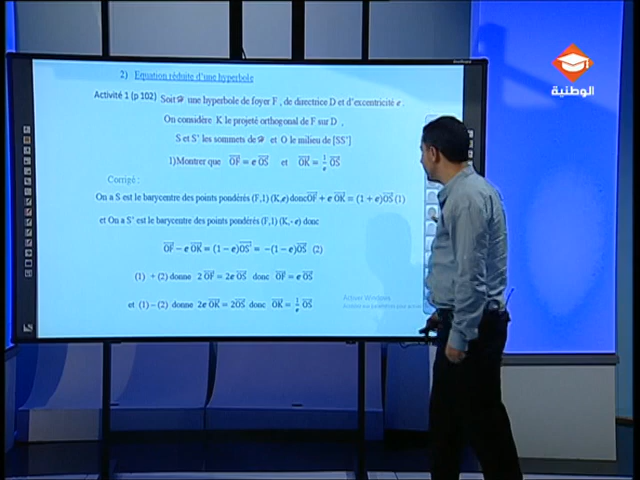 الوطنية
2) Equation réduite d'une hyperbole
Activité 1 (p 102) Soit ℋ une hyperbole de foyer F , de directrice D et d'excentricité e .
On considère K le projeté orthogonal de F sur D ,
S et S' les sommets de ℋ et O le milieu de [SS']
1)Montrer que OF⃗ = e OS⃗ et OK⃗ = 1/e OS⃗
Corrigé :
On a S est le barycentre des points pondérés (F,1) (K,e) donc OF⃗ + e OK⃗ = (1 + e)OS⃗ (1)
et On a S' est le barycentre des points pondérés (F,1) (K,- e) donc
OF⃗ − e OK⃗ = (1 − e)OS'⃗ = −(1 − e)OS⃗ (2)
(1) + (2) donne 2 OF⃗ = 2e OS⃗ donc OF⃗ = e OS⃗
Activer Windows
et (1) − (2) donne 2e OK⃗ = 2OS⃗ donc OK⃗ = 1/e OS⃗